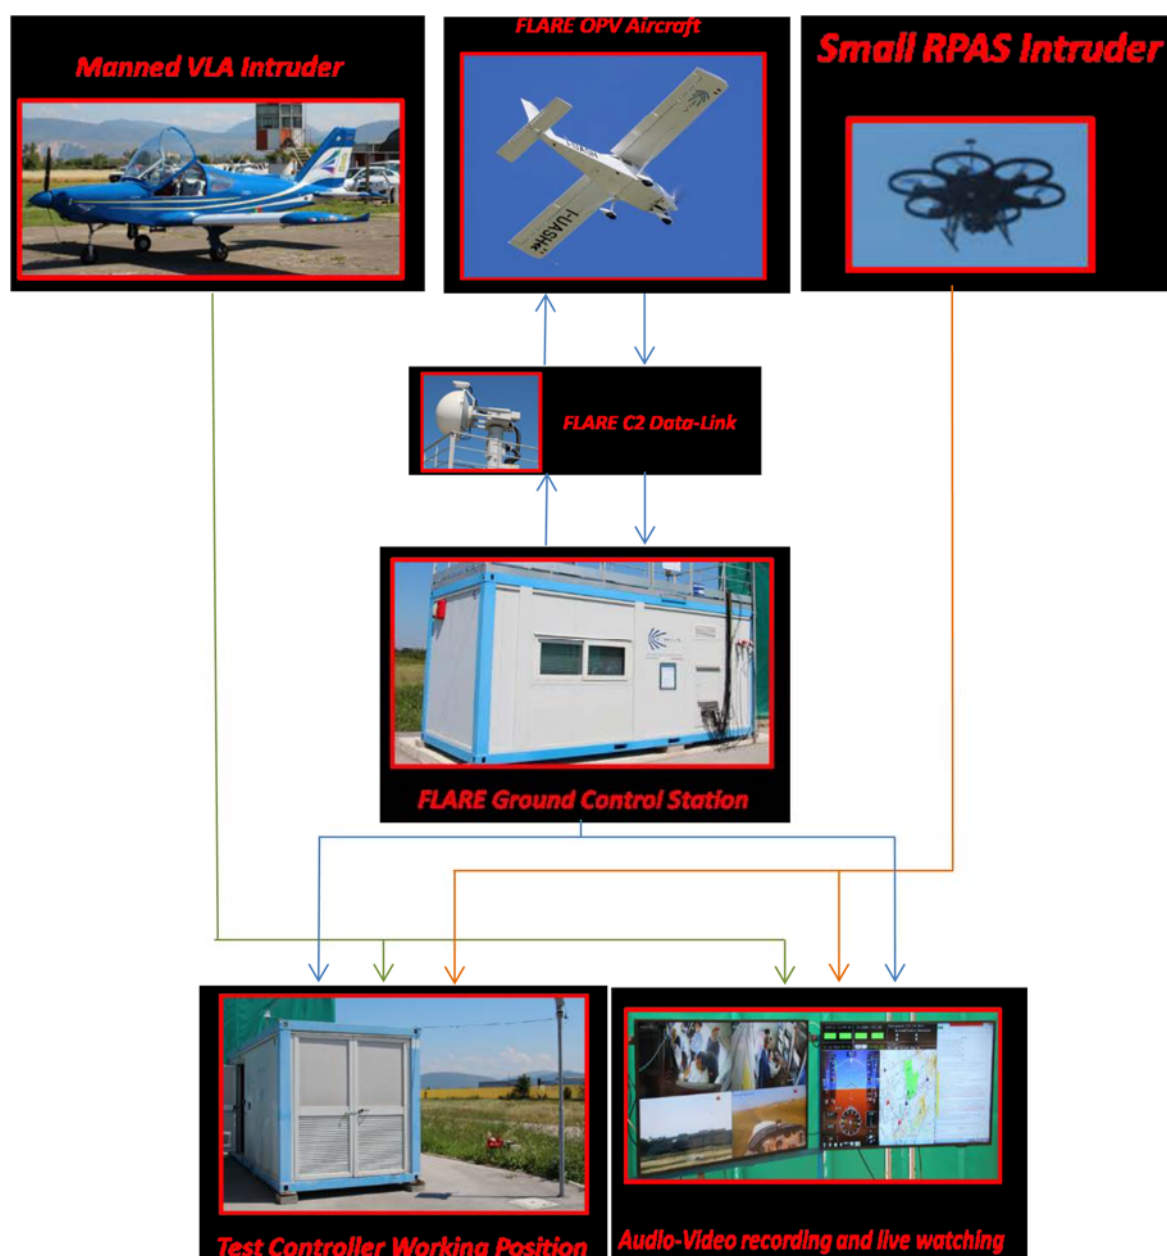 Manned VLA Intruder
FLARE OPV Aircraft
Small RPAS Intruder
I-UASH
FLARE C2 Data-Link
FLARE Ground Control Station
Test Controller Working Position
Audio-Video recording and live watching